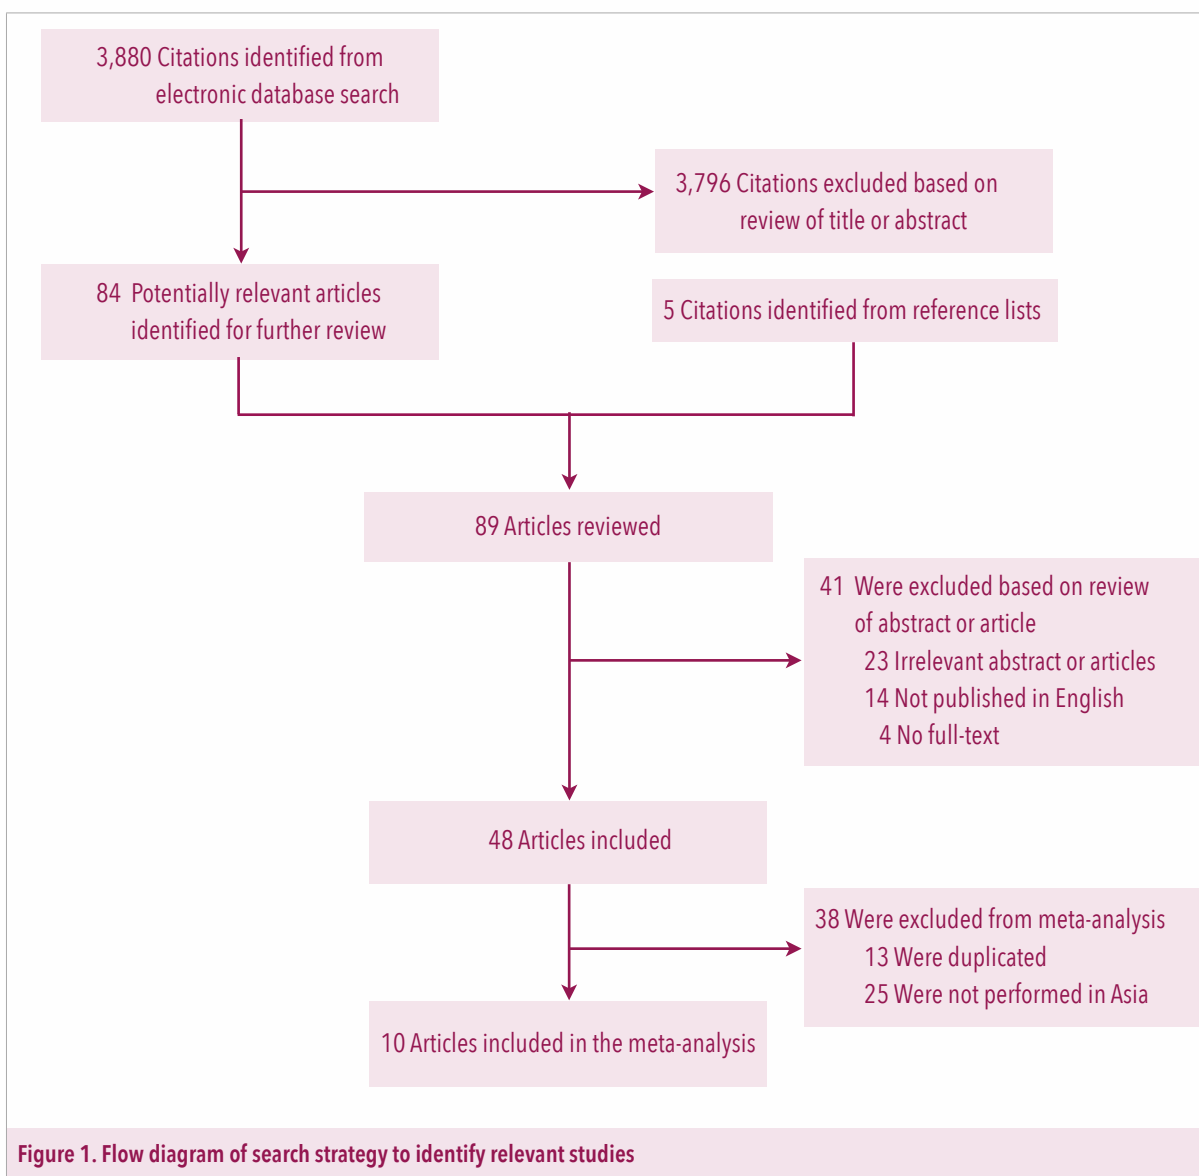 3,880 Citations identified from
electronic database search
3,796 Citations excluded based on
review of title or abstract
84 Potentially relevant articles
identified for further review
5 Citations identified from reference lists
89 Articles reviewed
41 Were excluded based on review
of abstract or article
23 Irrelevant abstract or articles
14 Not published in English
4 No full-text
48 Articles included
38 Were excluded from meta-analysis
13 Were duplicated
25 Were not performed in Asia
10 Articles included in the meta-analysis
Figure 1. Flow diagram of search strategy to identify relevant studies